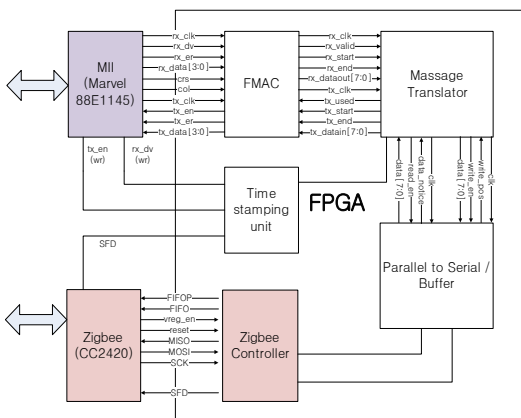 MII
(Marvel
88E1145)
rx_clk
rx_dv
rx_er
rx_data[3:0]
crs
col
tx_clk
tx_en
tx_er
tx_data[3:0]
FMAC
rx_clk
rx_valid
rx_start
rx_end
rx_dataout[7:0]
tx_clk
tx_used
tx_start
tx_end
tx_datain[7:0]
Massage
Translator
tx_en
(wr)
rx_dv
(wr)
Time
stamping
unit
FPGA
data[7:0]
read_en
data_notice
clk
data[7:0]
write_en
write_pos
clk
SFD
Parallel to Serial /
Buffer
Zigbee
(CC2420)
FIFOP
FIFO
vreg_en
reset
MISO
MOSI
SCK
SFD
Zigbee
Controller